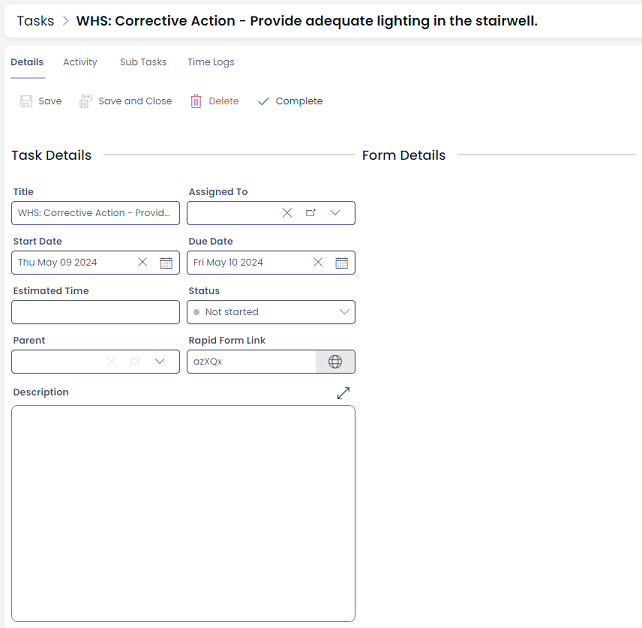 Tasks > WHS: Corrective Action - Provide adequate lighting in the stairwell.
Details Activity Sub Tasks Time Logs
Save Save and Close Delete Complete
Task Details Form Details
Title Assigned To
WHS: Corrective Action - Provid...
Start Date Due Date
Thu May 09 2024 Fri May 10 2024
Estimated Time Status
Not started
Parent Rapid Form Link
azXQx
Description